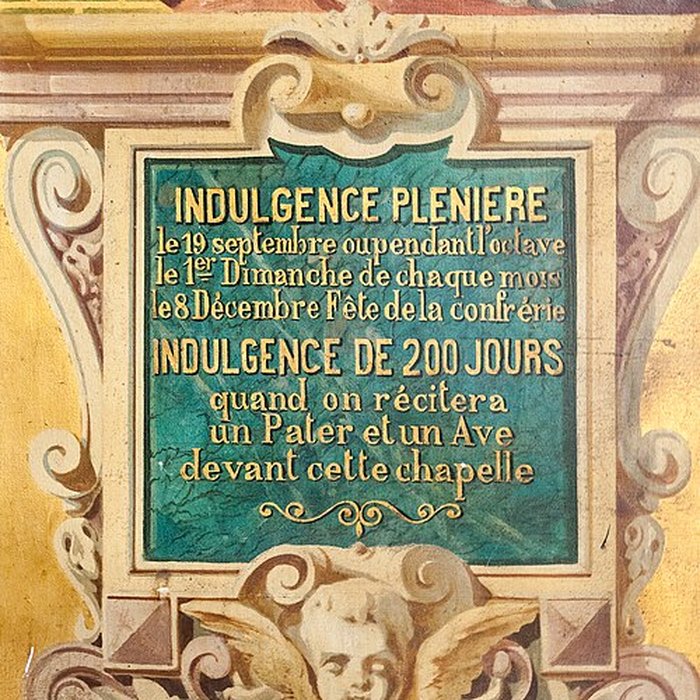 INDULGENCE PLENIERE
le 19 septembre ou pendant l'octave
le 1er Dimanche de chaque mois
le 8 Décembre Fête de la confrérie
INDULGENCE DE 200 JOURS
quand on récitera
un Pater et un Ave
devant cette chapelle